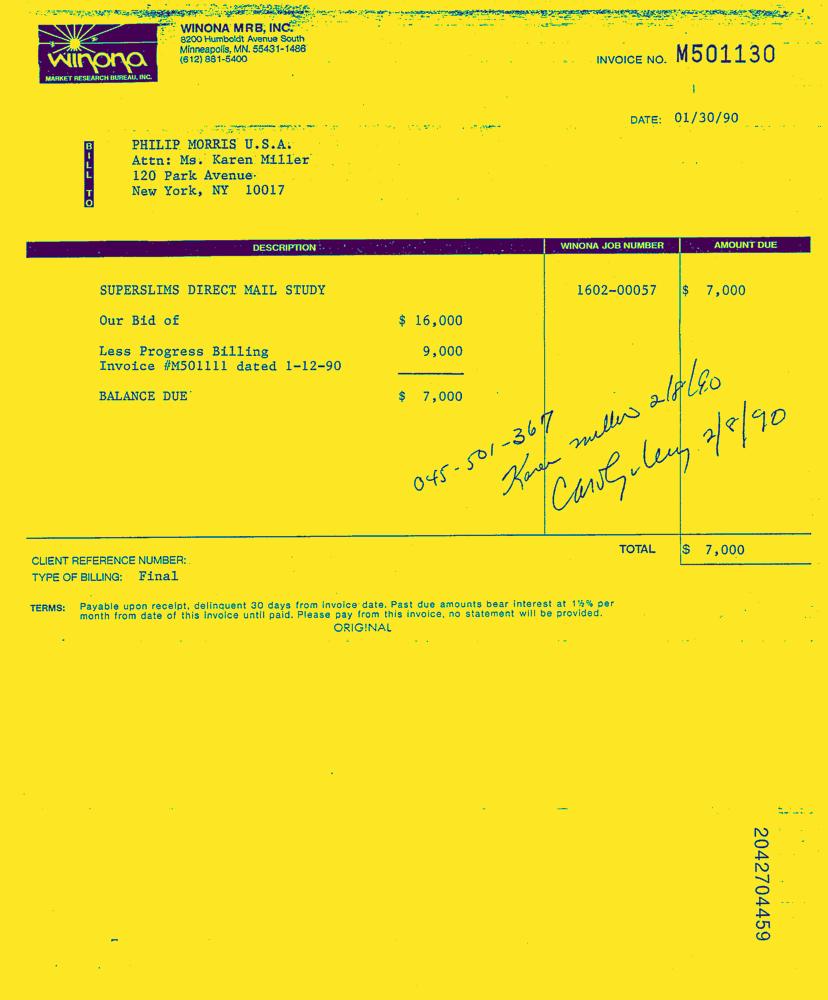 winona
MARKET RESEARCH BUREAU, INC.
WINONA MRB, INC.
8200 Humboldt Avenue South
Minneapolis, MN. 55431-1486
(612) 881-5400
INVOICE NO. M501130
DATE: 01/30/90
BILL TO
PHILIP MORRIS U.S.A.
Attn: Ms. Karen Miller
120 Park Avenue
New York, NY 10017
DESCRIPTION WINONA JOB NUMBER AMOUNT DUE
SUPERSLIMS DIRECT MAIL STUDY 1602-00057 $ 7,000
Our Bid of $ 16,000
Less Progress Billing 9,000
Invoice #M501111 dated 1-12-90
BALANCE DUE $ 7,000
045-501-367
Karen Miller 2/8/90
Carolyn Levy 2/8/90
TOTAL $ 7,000
CLIENT REFERENCE NUMBER:
TYPE OF BILLING: Final
TERMS: Payable upon receipt, delinquent 30 days from invoice date. Past due amounts bear interest at 1½% per
month from date of this invoice until paid. Please pay from this invoice, no statement will be provided.
ORIGINAL
2042704459